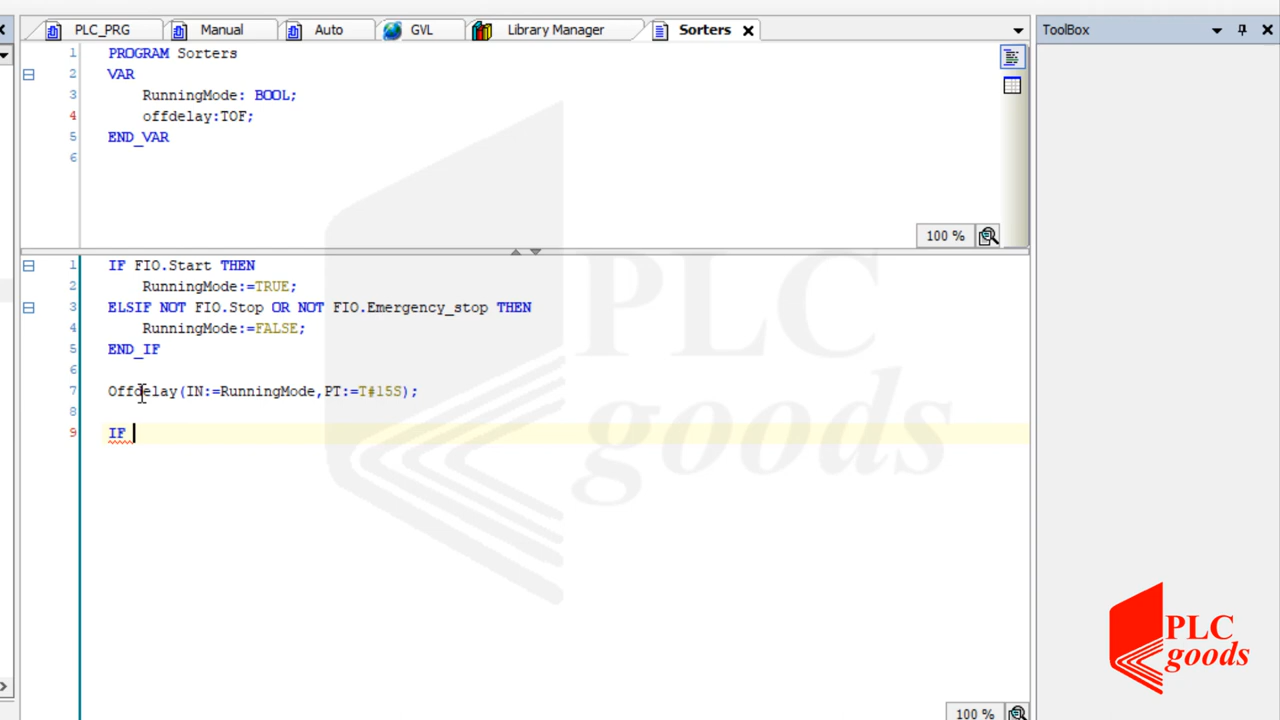 PLC_PRG Manual Auto GVL Library Manager Sorters ToolBox
1 PROGRAM Sorters
2 VAR
3 RunningMode: BOOL;
4 offdelay:TOF;
5 END_VAR
6
100 %
1 IF FIO.Start THEN
2 RunningMode:=TRUE;
3 ELSIF NOT FIO.Stop OR NOT FIO.Emergency_stop THEN
4 RunningMode:=FALSE;
5 END_IF
6
7 Offdelay(IN:=RunningMode,PT:=T#15S);
8
9 IF
PLC
goods
PLC
goods
100 %